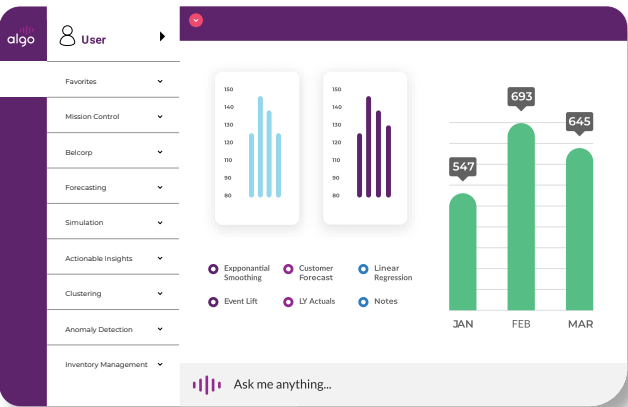 algo
User
Favorites
Mission Control
Belcorp
Forecasting
Simulation
Actionable Insights
Clustering
Anomaly Detection
Inventory Management
150
140
130
120
110
90
80
150
140
130
120
110
90
80
Expponantial
Smoothing
Customer
Forecast
Linear
Regression
Event Lift
LY Actuals
Notes
547
693
645
JAN
FEB
MAR
Ask me anything...